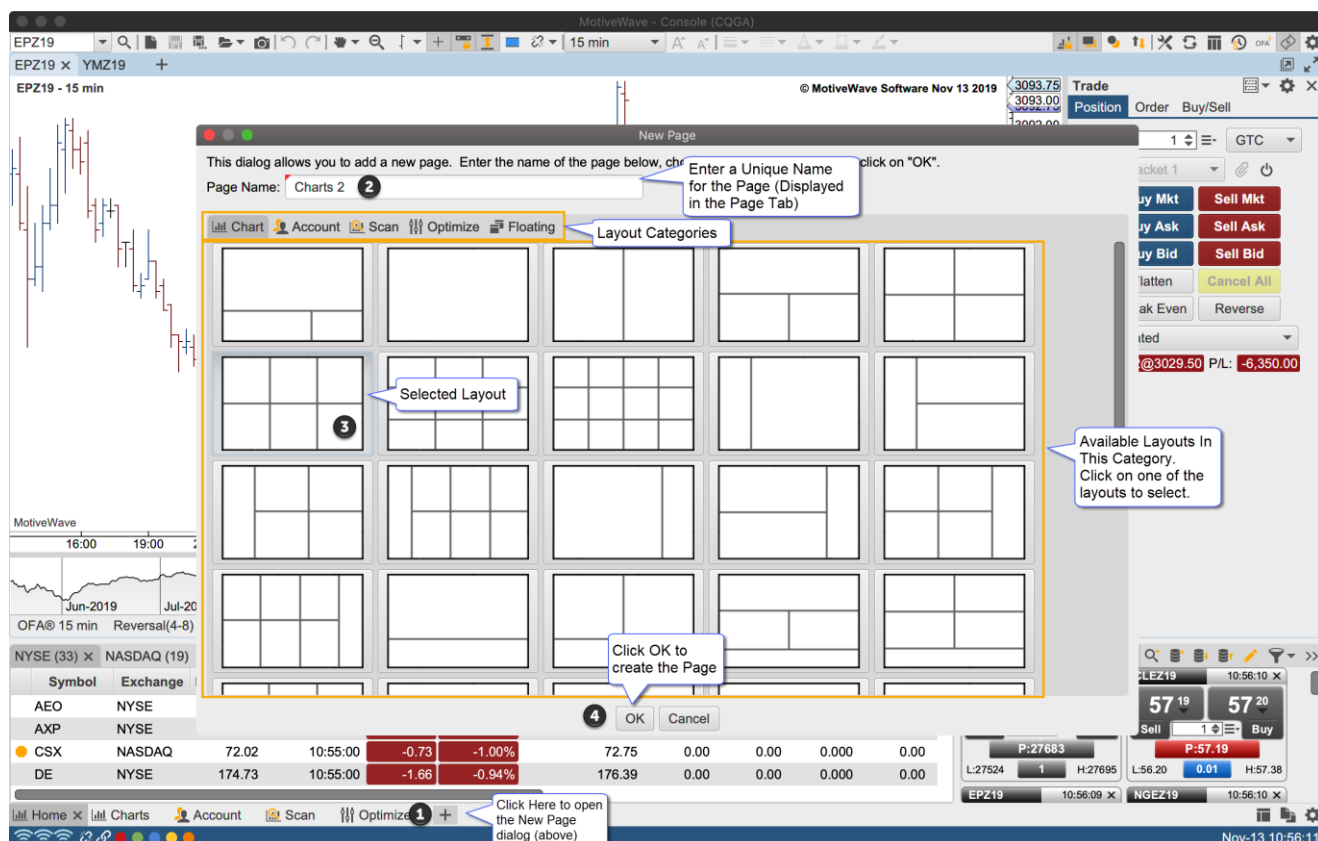 MotiveWave - Console (CQGA)
EPZ19
15 min
EPZ19 × YMZ19 +
EPZ19 - 15 min
© MotiveWave Software Nov 13 2019
3093.75
3093.00
Trade
Position Order Buy/Sell
1 GTC
New Page
This dialog allows you to add a new page. Enter the name of the page below, click on "OK".
Page Name: Charts 2 2
Enter a Unique Name
for the Page (Displayed
in the Page Tab)
Chart Account Scan Optimize Floating
Layout Categories
Sell Mkt
Sell Ask
Sell Bid
Cancel All
Reverse
@3029.50 P/L: -6,350.00
Selected Layout
3
Available Layouts In
This Category.
Click on one of the
layouts to select.
MotiveWave
16:00 19:00
Jun-2019 Jul-20
OFA® 15 min Reversal(4-8)
Click OK to
create the Page
4 OK Cancel
NYSE (33) × NASDAQ (19)
Symbol Exchange
AEO NYSE
AXP NYSE
CSX NASDAQ 72.02 10:55:00 -0.73 -1.00% 72.75 0.00 0.00 0.000 0.00
DE NYSE 174.73 10:55:00 -1.66 -0.94% 176.39 0.00 0.00 0.000 0.00
CLEZ19 10:56:10 ×
57 19 57 20
Sell 1 Buy
P:27683 P:57.19
L:27524 1 H:27695 L:56.20 0.01 H:57.38
EPZ19 10:56:09 × NGEZ19 10:56:10 ×
Home × Charts Account Scan Optimize 1 +
Click Here to open
the New Page
dialog (above)
Nov-13 10:56:11